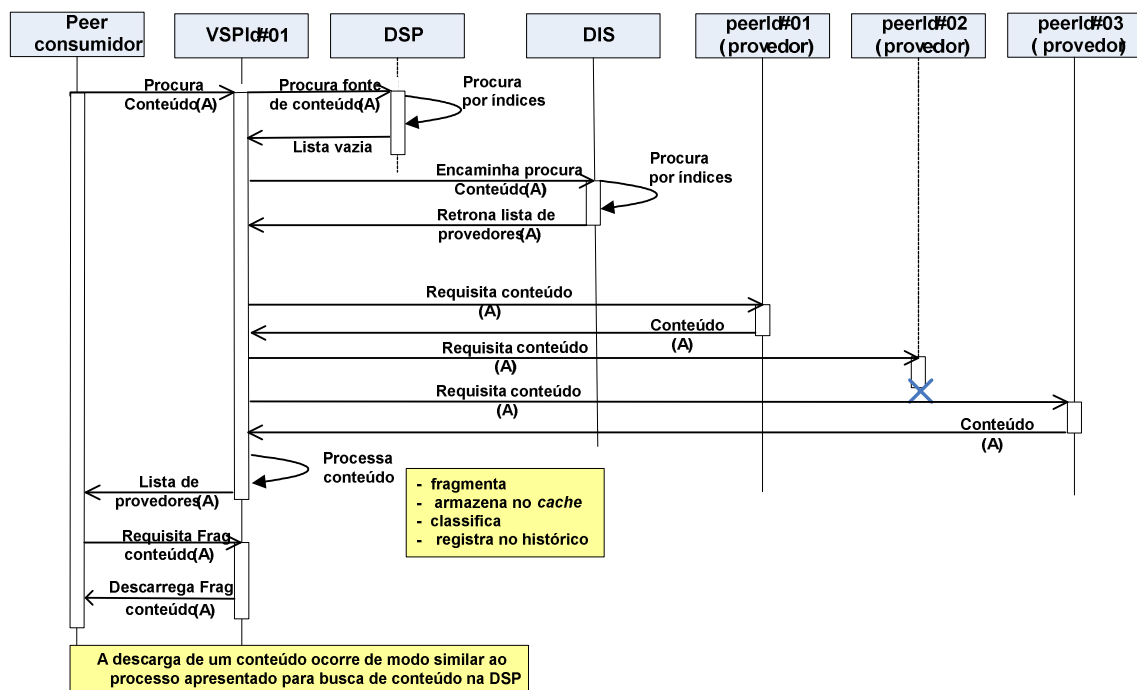 Peer
consumidor
VSPId#01
DSP
DIS
peerId#01
(provedor)
peerId#02
(provedor)
peerId#03
( provedor)
Procura
Conteúdo(A)
Procura fonte
de conteúdo(A)
Procura
por índices
Lista vazia
Encaminha procura
Conteúdo(A)
Procura
por índices
Retrona lista de
provedores(A)
Requisita conteúdo
(A)
Conteúdo
(A)
Requisita conteúdo
(A)
Requisita conteúdo
(A)
Conteúdo
(A)
Processa
conteúdo
Lista de
provedores(A)
- fragmenta
- armazena no cache
- classifica
- registra no histórico
Requisita Frag
conteúdo(A)
Descarrega Frag
conteúdo(A)
A descarga de um conteúdo ocorre de modo similar ao
processo apresentado para busca de conteúdo na DSP